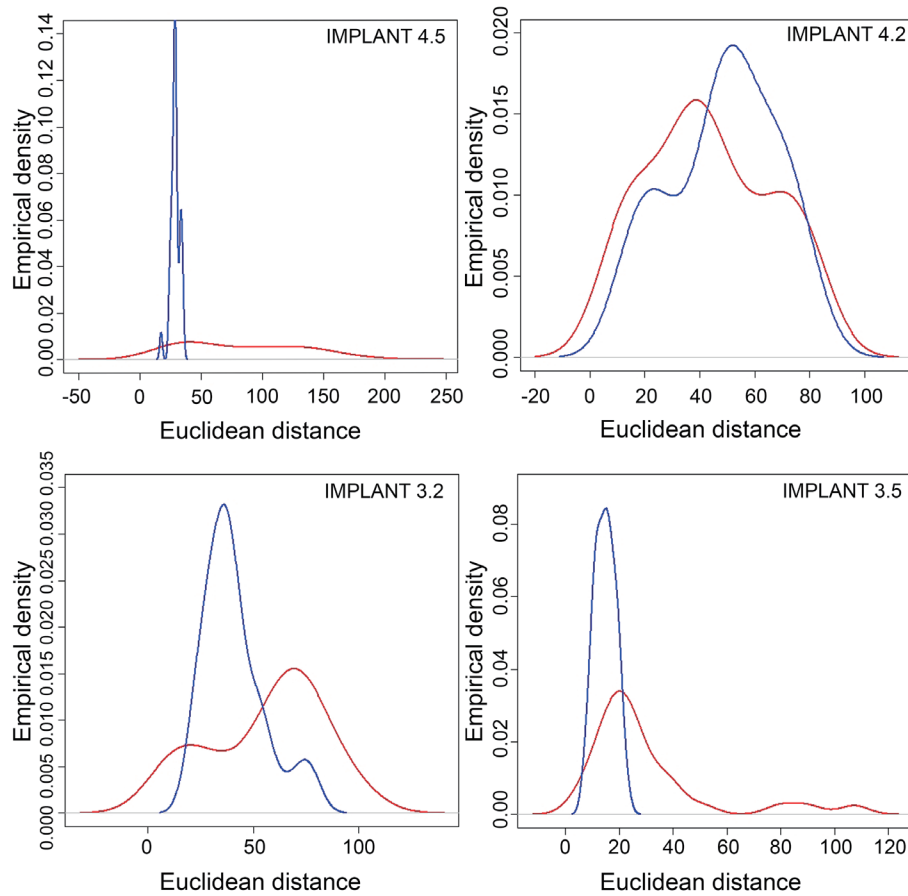 IMPLANT 4.5
Empirical density
0.00 0.02 0.04 0.06 0.08 0.10 0.12 0.14
-50 0 50 100 150 200 250
Euclidean distance
IMPLANT 4.2
Empirical density
0.000 0.005 0.010 0.015 0.020
-20 0 20 40 60 80 100
Euclidean distance
IMPLANT 3.2
Empirical density
0.000 0.005 0.010 0.015 0.020 0.025 0.030 0.035
0 50 100
Euclidean distance
IMPLANT 3.5
Empirical density
0.00 0.02 0.04 0.06 0.08
0 20 40 60 80 100 120
Euclidean distance